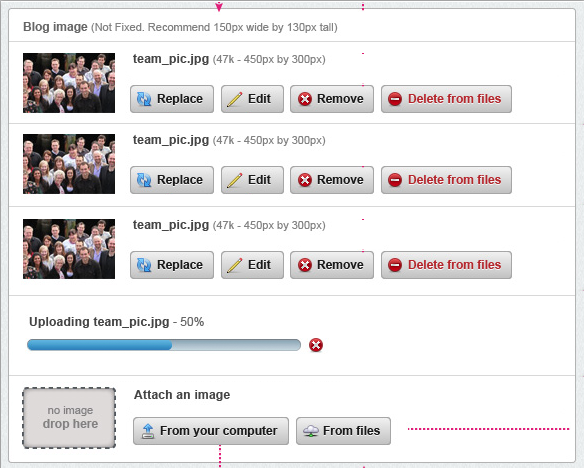 Blog image (Not Fixed. Recommend 150px wide by 130px tall)
team_pic.jpg (47k - 450px by 300px)
Replace Edit Remove Delete from files
team_pic.jpg (47k - 450px by 300px)
Replace Edit Remove Delete from files
team_pic.jpg (47k - 450px by 300px)
Replace Edit Remove Delete from files
Uploading team_pic.jpg - 50%
Attach an image
no image
drop here
From your computer From files